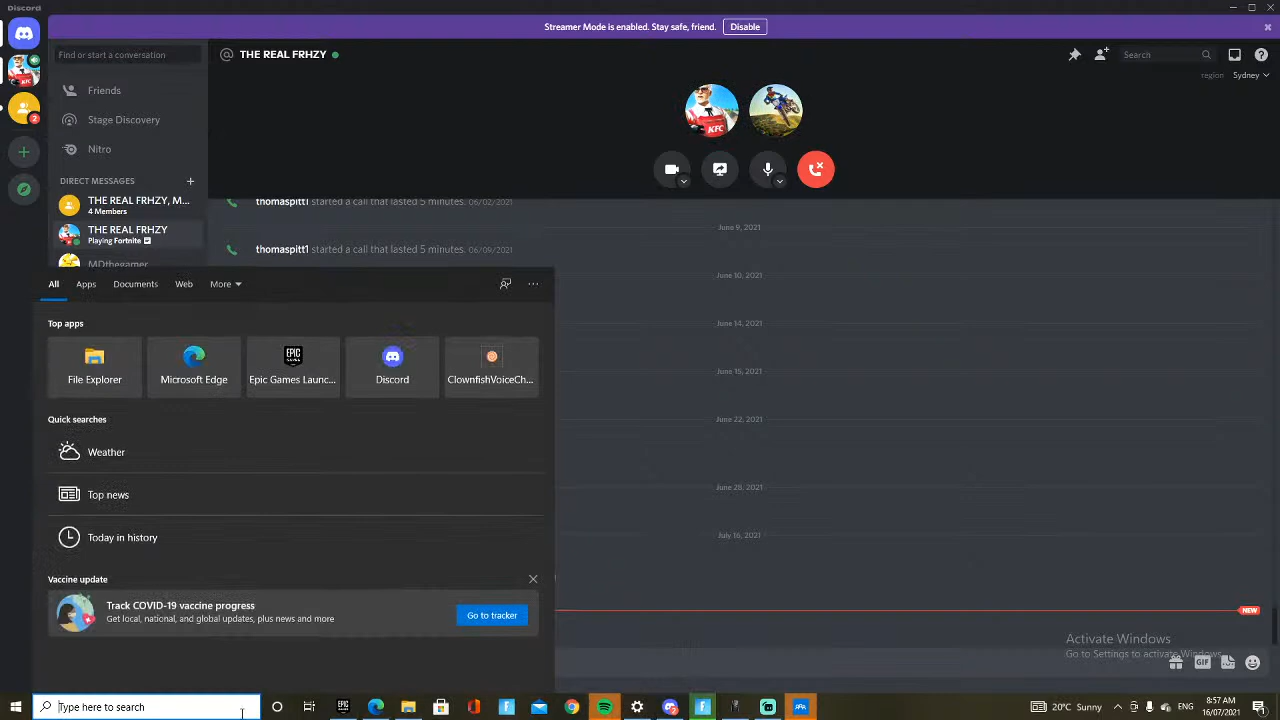 Discord
Streamer Mode is enabled. Stay safe, friend. Disable
Find or start a conversation
THE REAL FRHZY
Search
region Sydney
Friends
Stage Discovery
Nitro
DIRECT MESSAGES
THE REAL FRHZY, M...
4 Members
THE REAL FRHZY
Playing Fortnite
MDthegamer
2
KFC
thomaspitt1 started a call that lasted 5 minutes. 06/02/2021
June 9, 2021
thomaspitt1 started a call that lasted 5 minutes. 06/09/2021
June 10, 2021
June 14, 2021
June 15, 2021
June 22, 2021
June 28, 2021
July 16, 2021
NEW
All Apps Documents Web More
Top apps
File Explorer
Microsoft Edge
EPIC GAMES
Epic Games Launc...
Discord
ClownfishVoiceCh...
Quick searches
Weather
Top news
Today in history
Vaccine update
Track COVID-19 vaccine progress
Get local, national, and global updates, plus news and more
Go to tracker
Activate Windows
Go to Settings to activate Windows.
GIF
Type here to search
20°C Sunny
8:57 AM
16/07/2021